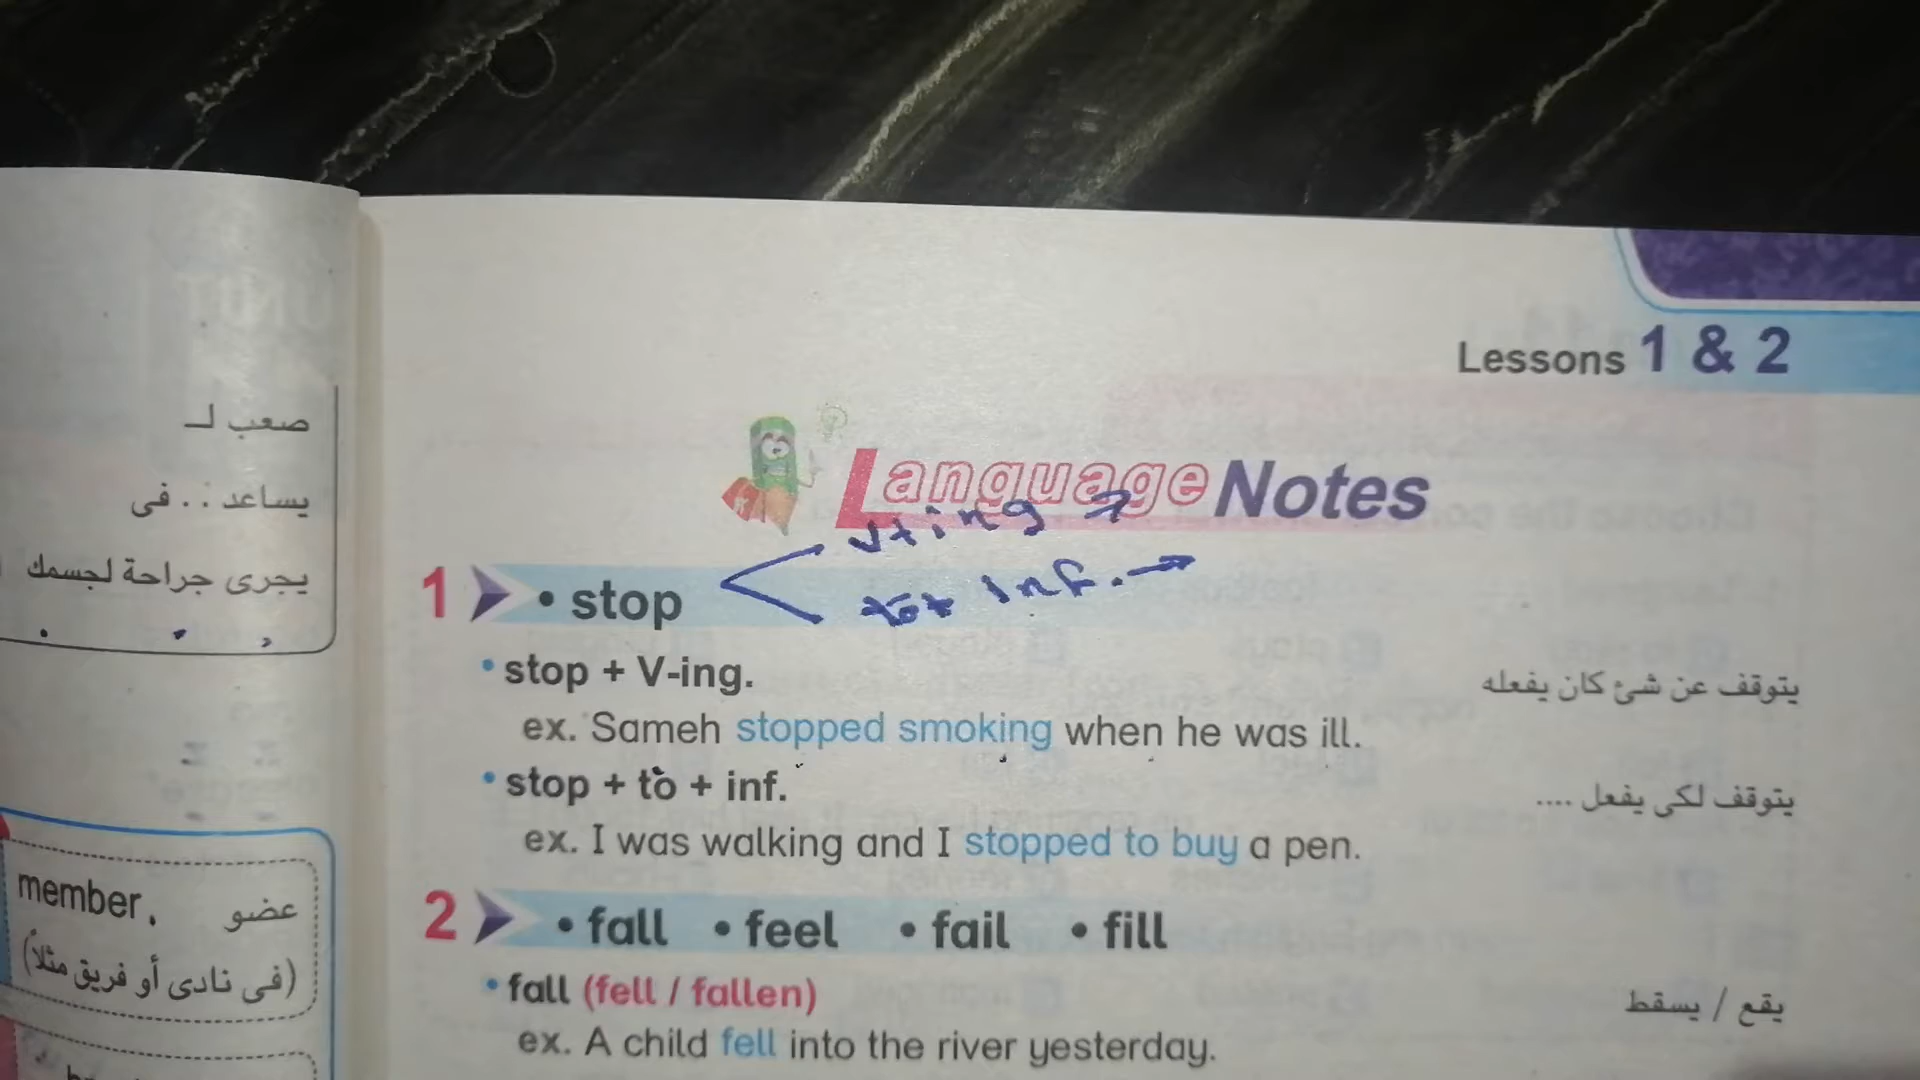 صعب لـ
يساعد . . فى
يجرى جراحة لجسمك
member.
عضو
(فى نادى أو فريق مثلاً)
Lessons 1 & 2
Language Notes
v+ing →
to+ inf. →
1 • stop
• stop + V-ing.
يتوقف عن شئ كان يفعله
ex. Sameh stopped smoking when he was ill.
• stop + to + inf.
يتوقف لكى يفعل ....
ex. I was walking and I stopped to buy a pen.
2 • fall • feel • fail • fill
• fall (fell / fallen)
يقع / يسقط
ex. A child fell into the river yesterday.